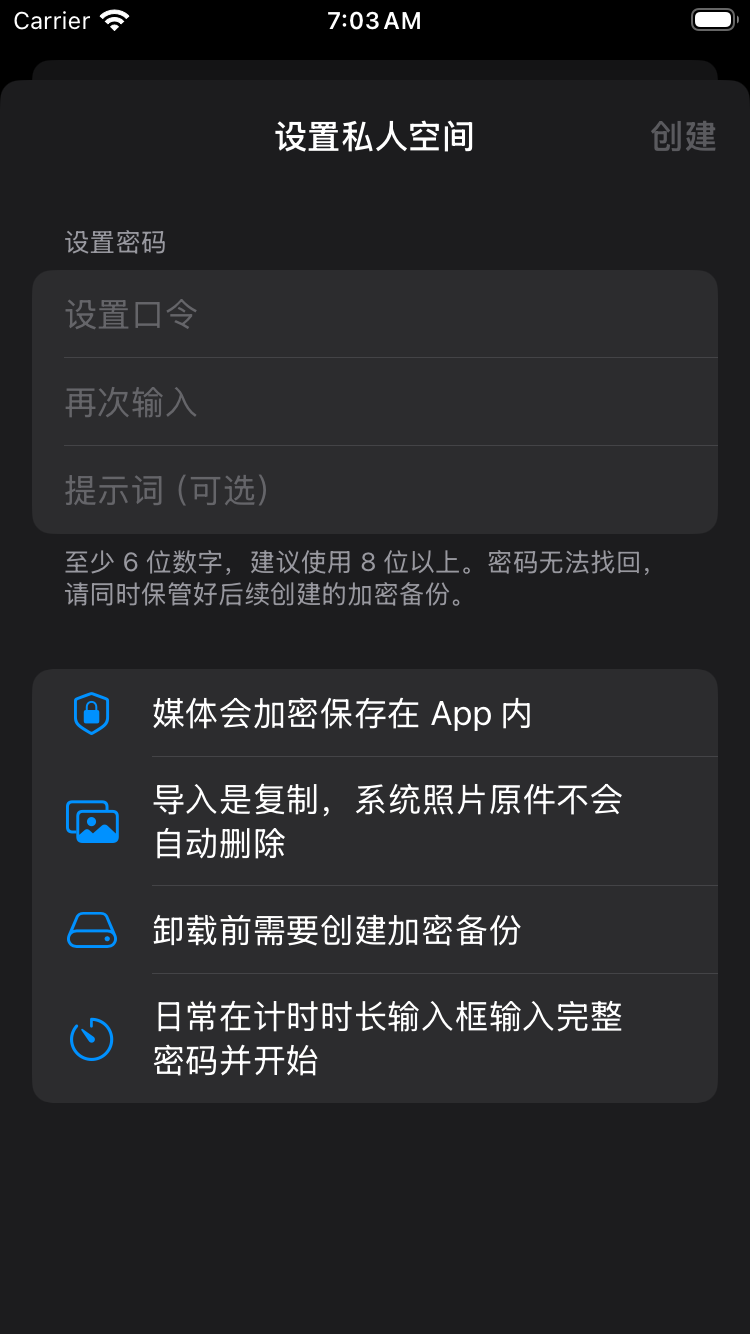 Carrier 7:03 AM
设置私人空间 创建
设置密码
设置口令
再次输入
提示词 (可选)
至少 6 位数字，建议使用 8 位以上。密码无法找回，
请同时保管好后续创建的加密备份。
媒体会加密保存在 App 内
导入是复制，系统照片原件不会
自动删除
卸载前需要创建加密备份
日常在计时时长输入框输入完整
密码并开始